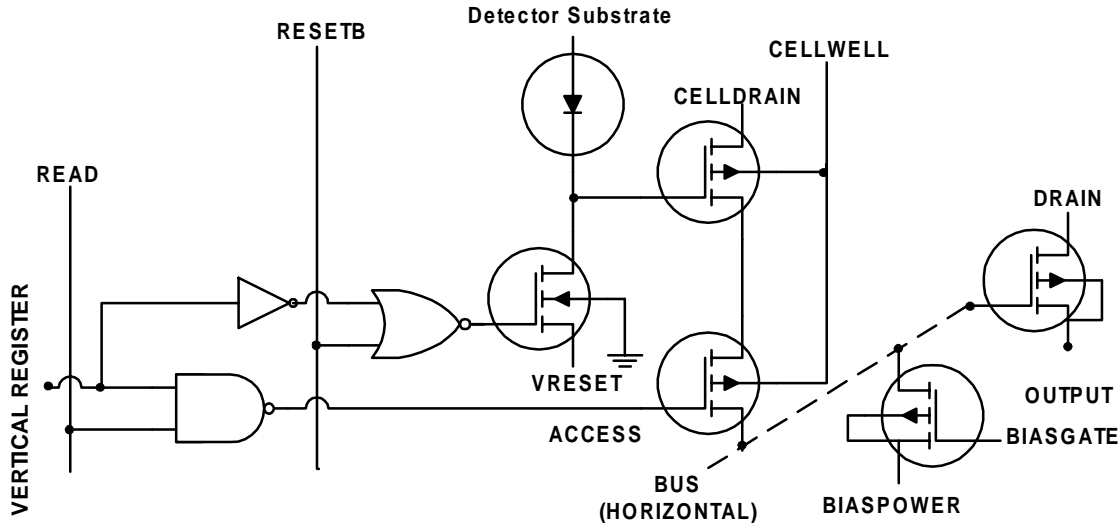 Detector Substrate
RESETB
CELLWELL
CELLDRAIN
READ
DRAIN
VERTICAL REGISTER
VRESET
ACCESS
OUTPUT
BIASGATE
BUS
(HORIZONTAL)
BIASPOWER